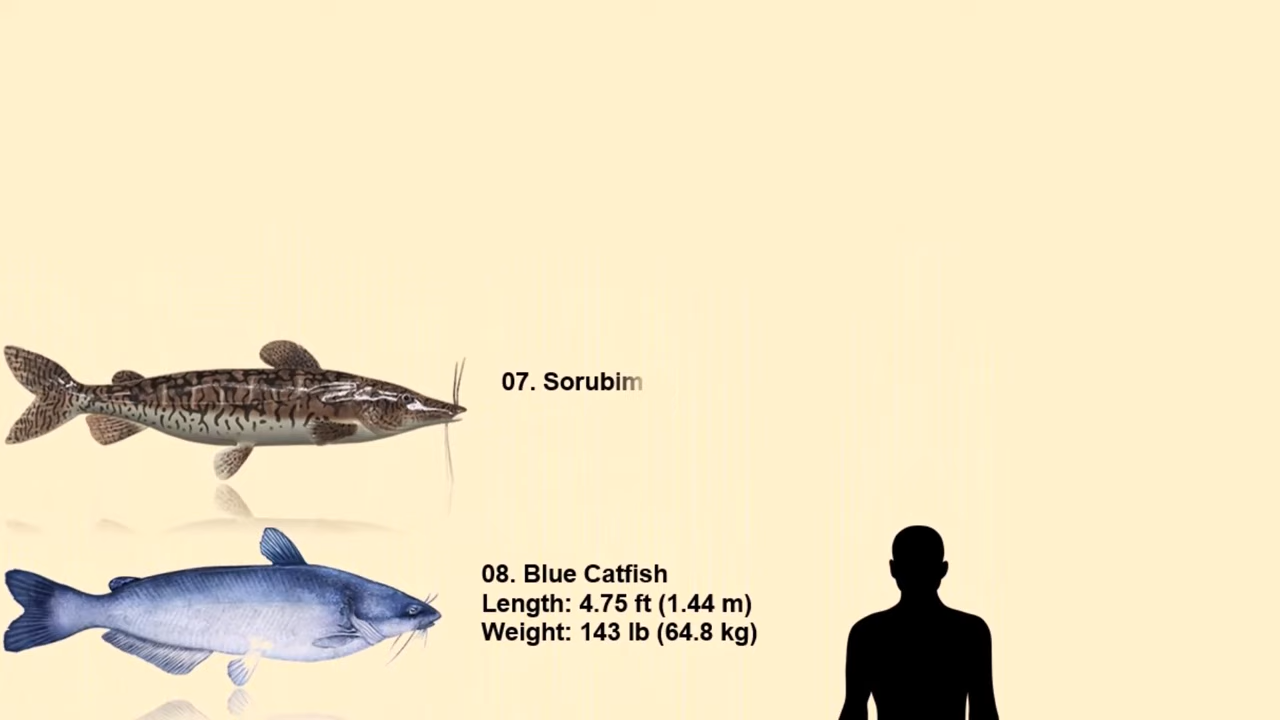 07. Sorubim
08. Blue Catfish
Length: 4.75 ft (1.44 m)
Weight: 143 lb (64.8 kg)